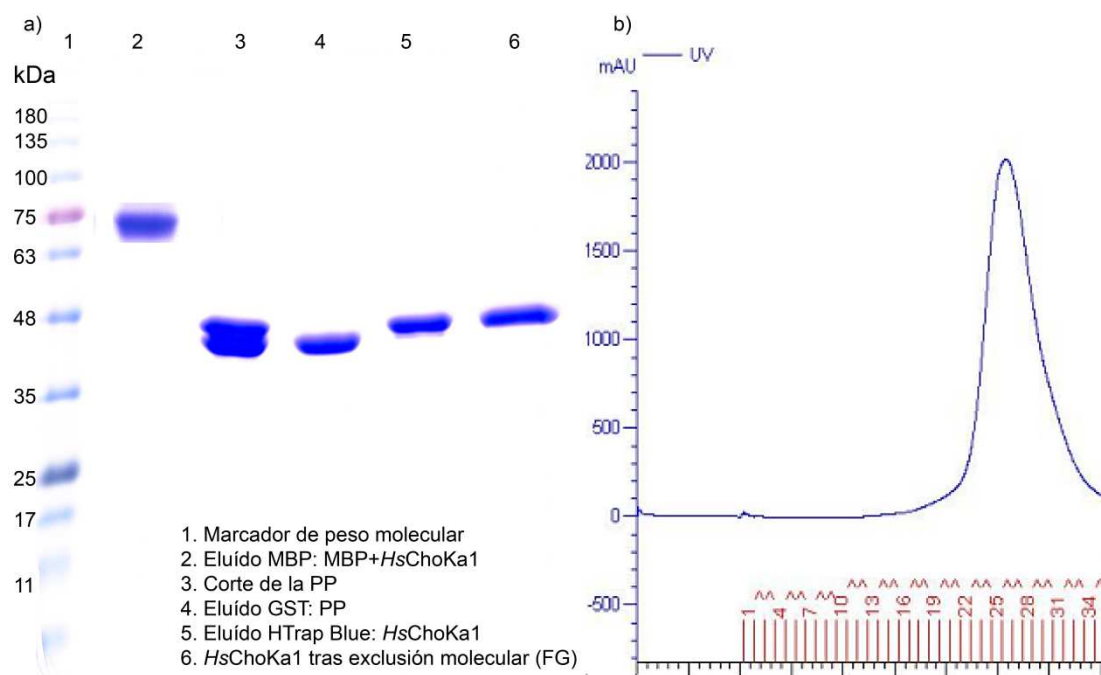 a)
1 2 3 4 5 6
kDa
180
135
100
75
63
48
35
25
17
11
1. Marcador de peso molecular
2. Eluído MBP: MBP+HsChoKa1
3. Corte de la PP
4. Eluído GST: PP
5. Eluído HTrap Blue: HsChoKa1
6. HsChoKa1 tras exclusión molecular (FG)
b)
mAU
UV
2000
1500
1000
500
0
-500
1 4 7 10 13 16 19 22 25 28 31 34